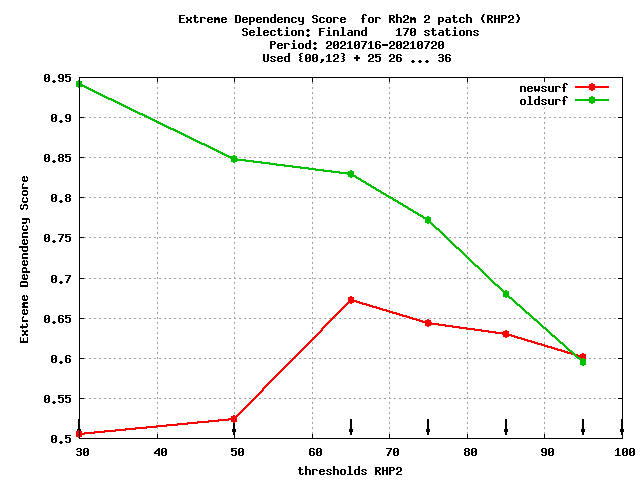 Extreme Dependency Score  for Rh2m 2 patch (RHP2)
Selection: Finland    170 stations
Period: 20210716-20210720
Used {00,12} + 25 26 ... 36
newsurf
oldsurf
0.95
0.9
0.85
0.8
0.75
0.7
0.65
0.6
0.55
0.5
Extreme Dependency Score
30 40 50 60 70 80 90 100
thresholds RHP2